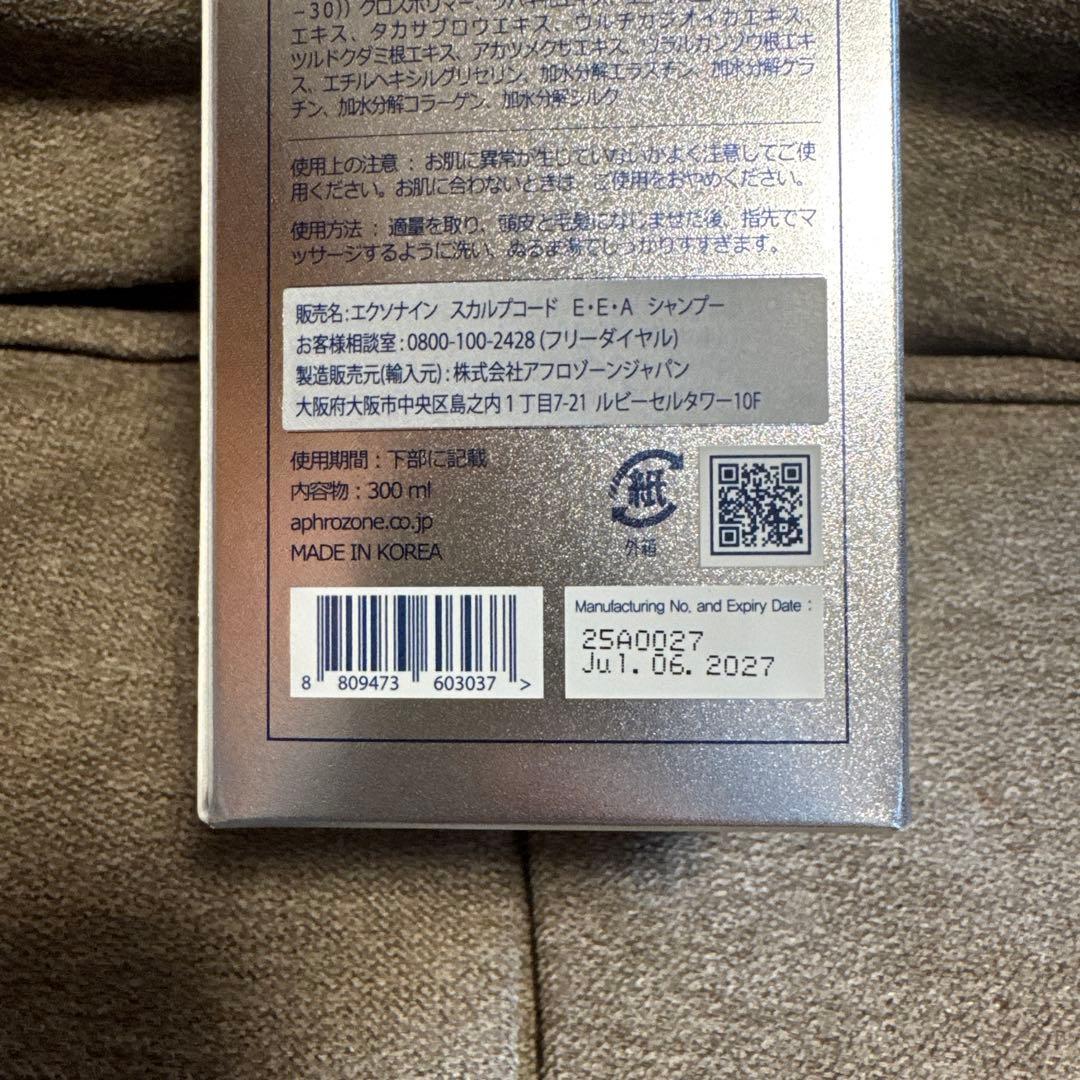 -30)) クロスポリマー、
エキス、タカサブロウエキス、ウルチカジオイカエキス、
ツルドクダミ根エキス、アカツメクサエキス、ウラルカンゾウ根エキ
ス、エチルヘキシルグリセリン、加水分解エラスチン、加水分解ケラ
チン、加水分解コラーゲン、加水分解シルク
使用上の注意 : お肌に異常が生じていないかよく注意してご使
用ください。お肌に合わないときは、ご使用をおやめください。
使用方法 : 適量を取り、頭皮と毛髪になじませた後、指先でマ
ッサージするように洗い、ぬるま湯でしっかりすすぎます。
販売名:エクソナイン スカルプコード E・E・A シャンプー
お客様相談室:0800-100-2428 (フリーダイヤル)
製造販売元(輸入元) : 株式会社アフロゾーンジャパン
大阪府大阪市中央区島之内1丁目7-21 ルビーセルタワー10F
使用期間 : 下部に記載
内容物 : 300 ml
aphrozone.co.jp
MADE IN KOREA
紙
外箱
8 809473 603037 >
Manufacturing No. and Expiry Date :
25A0027
Jul. 06. 2027